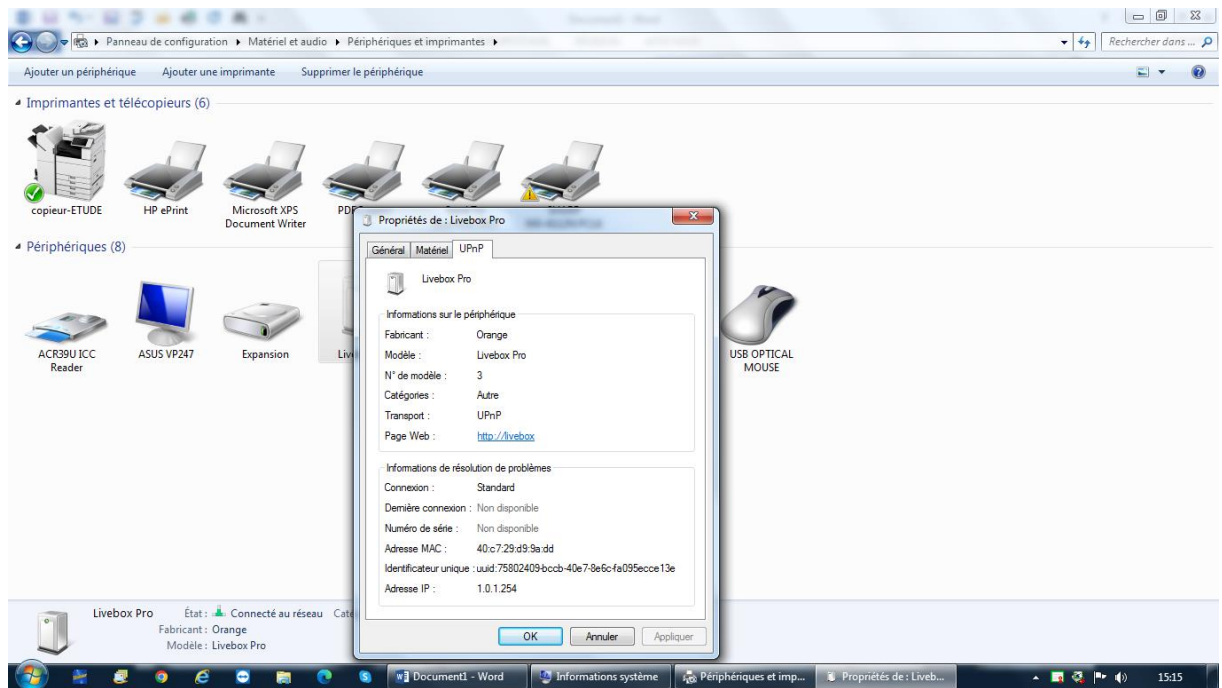 Panneau de configuration ▸ Matériel et audio ▸ Périphériques et imprimantes ▸
Rechercher dans ...
Ajouter un périphérique Ajouter une imprimante Supprimer le périphérique
Imprimantes et télécopieurs (6)
copieur-ETUDE
HP ePrint
Microsoft XPS
Document Writer
Périphériques (8)
ACR39U ICC
Reader
ASUS VP247
Expansion
USB OPTICAL
MOUSE
Propriétés de : Livebox Pro
Général Matériel UPnP
Livebox Pro
Informations sur le périphérique
Fabricant : Orange
Modèle : Livebox Pro
N° de modèle : 3
Catégories : Autre
Transport : UPnP
Page Web : http://livebox
Informations de résolution de problèmes
Connexion : Standard
Dernière connexion : Non disponible
Numéro de série : Non disponible
Adresse MAC : 40:c7:29:d9:9a:dd
Identificateur unique : uuid:75802409-bccb-40e7-8e6c-fa095ecce13e
Adresse IP : 1.0.1.254
OK Annuler Appliquer
Livebox Pro État : Connecté au réseau
Fabricant : Orange
Modèle : Livebox Pro
Document1 - Word Informations système Périphériques et imp... Propriétés de : Liveb... 15:15